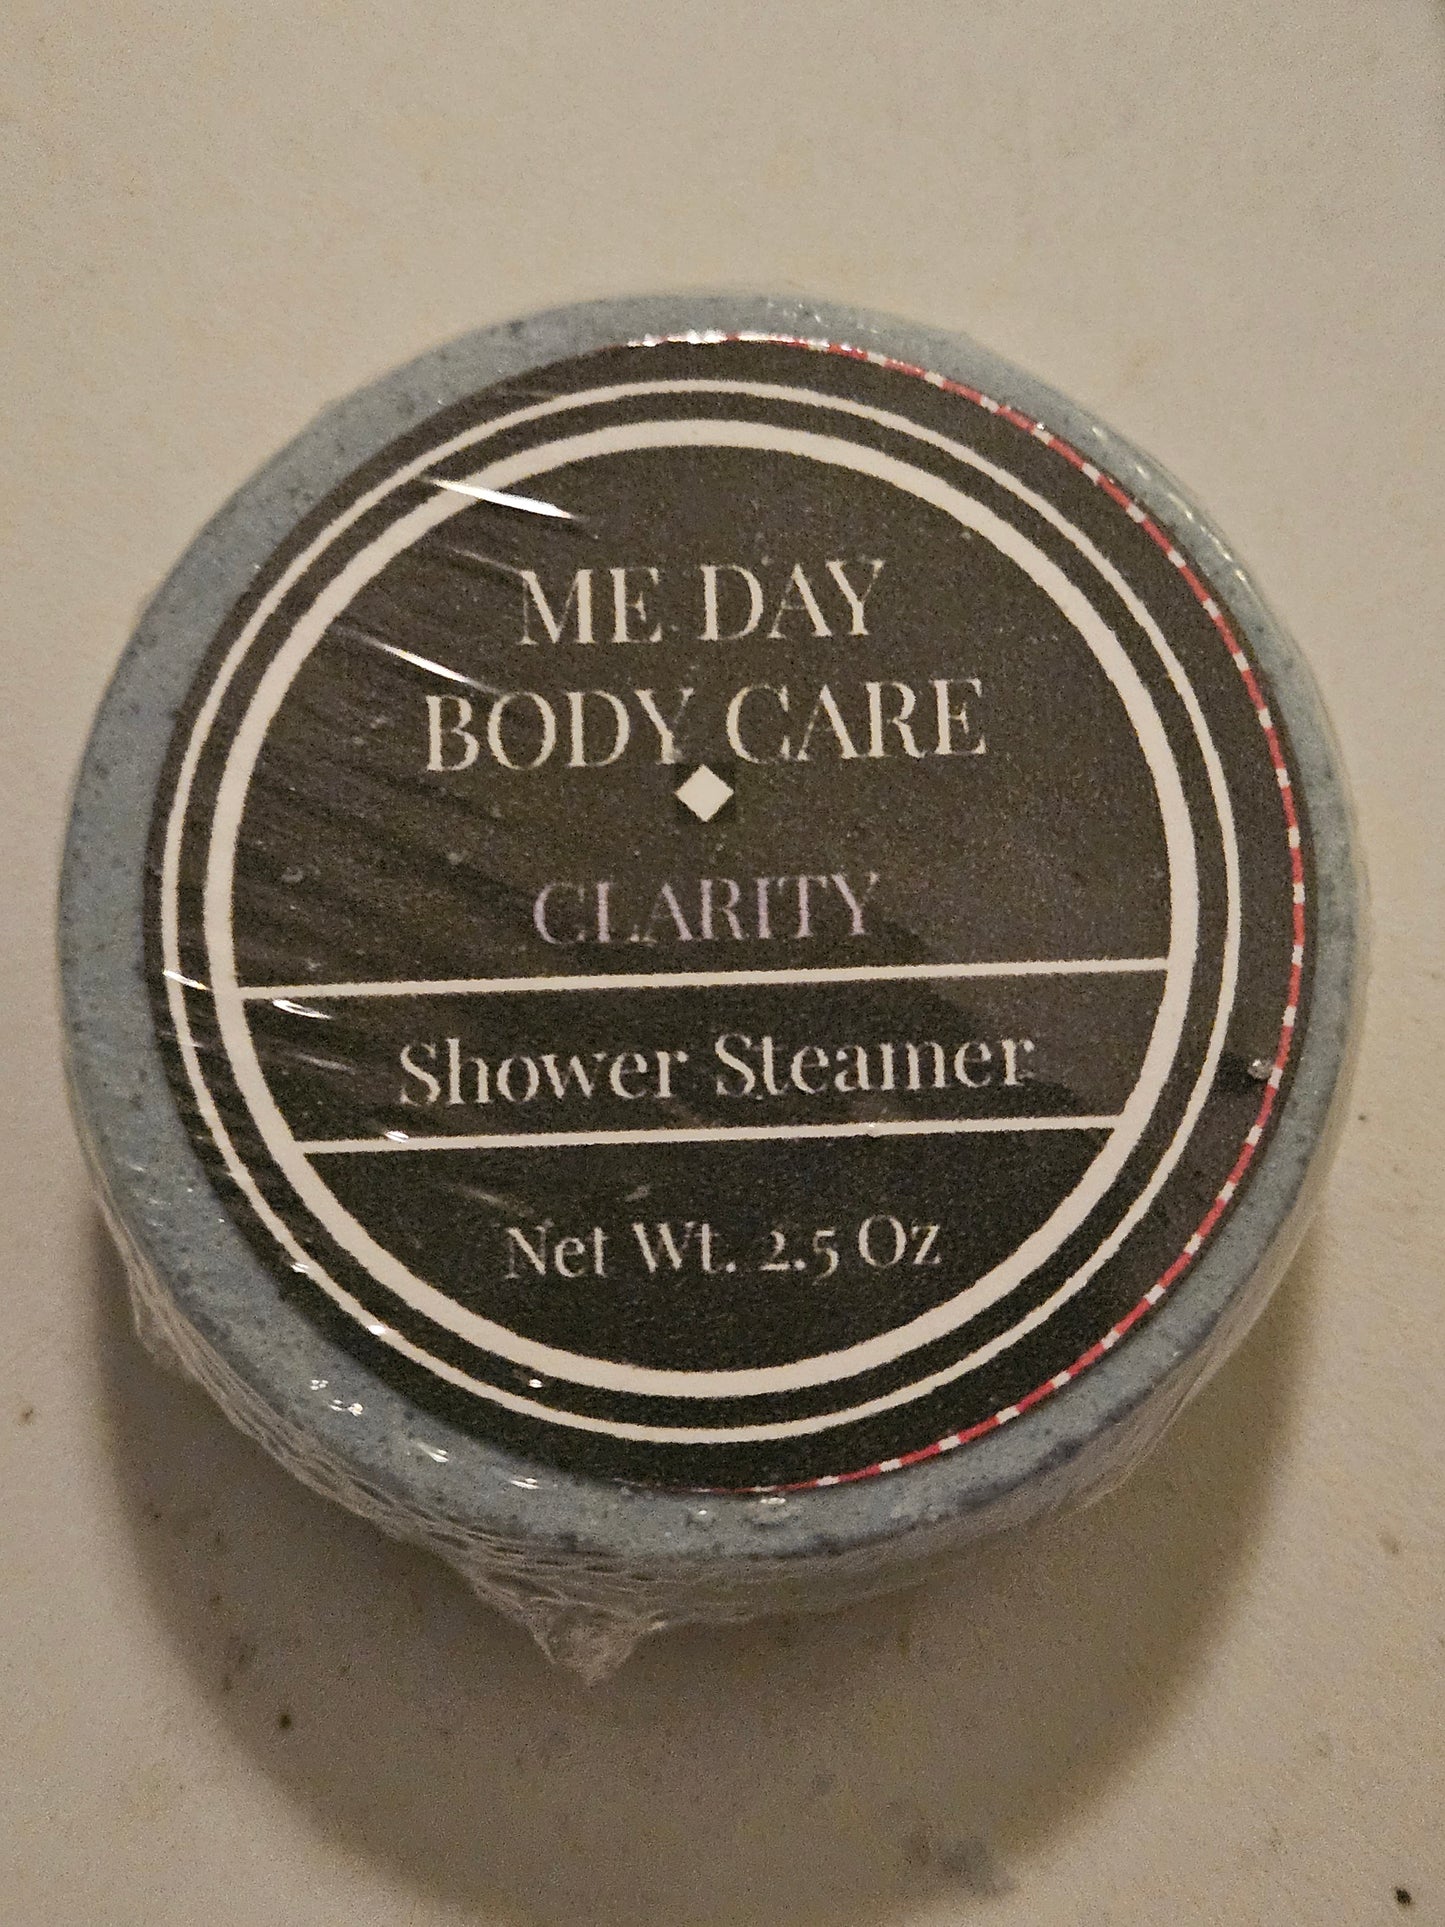 ME DAY
BODY CARE
CLARITY
Shower Steamer
Net Wt. 2.5 Oz